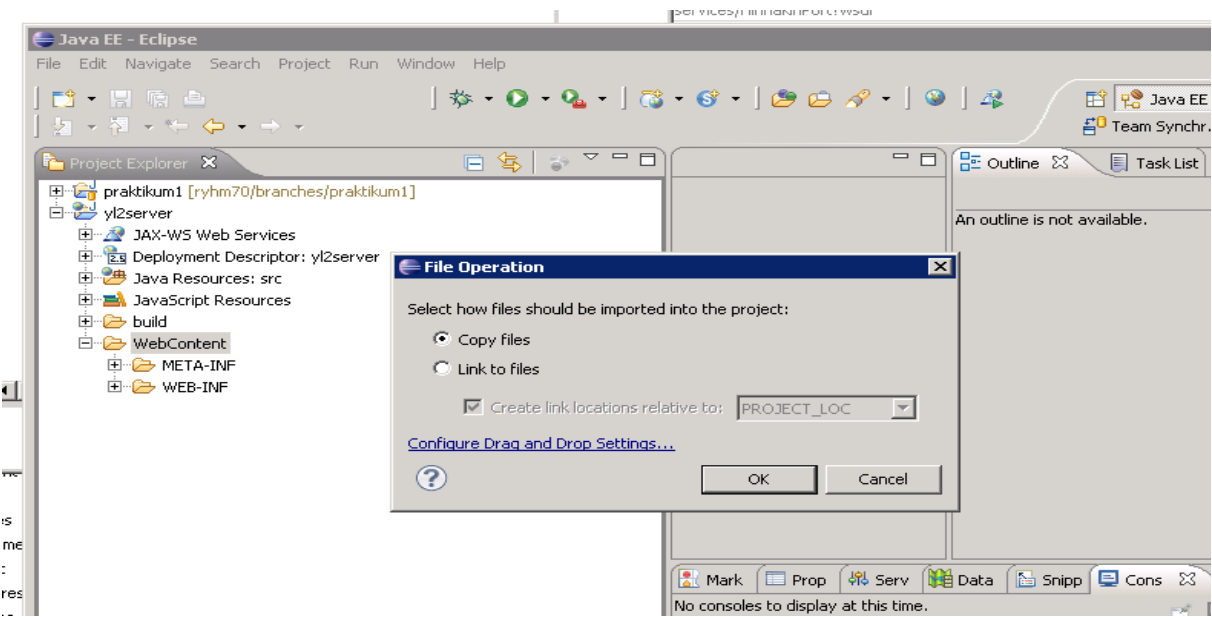 Java EE - Eclipse
File Edit Navigate Search Project Run Window Help
Java EE
Team Synchr.
Project Explorer
praktikum1 [ryhm70/branches/praktikum1]
yl2server
JAX-WS Web Services
Deployment Descriptor: yl2server
Java Resources: src
JavaScript Resources
build
WebContent
META-INF
WEB-INF
Outline
Task List
An outline is not available.
File Operation
Select how files should be imported into the project:
Copy files
Link to files
Create link locations relative to: PROJECT_LOC
Configure Drag and Drop Settings...
OK Cancel
Mark Prop Serv Data Snipp Cons
No consoles to display at this time.